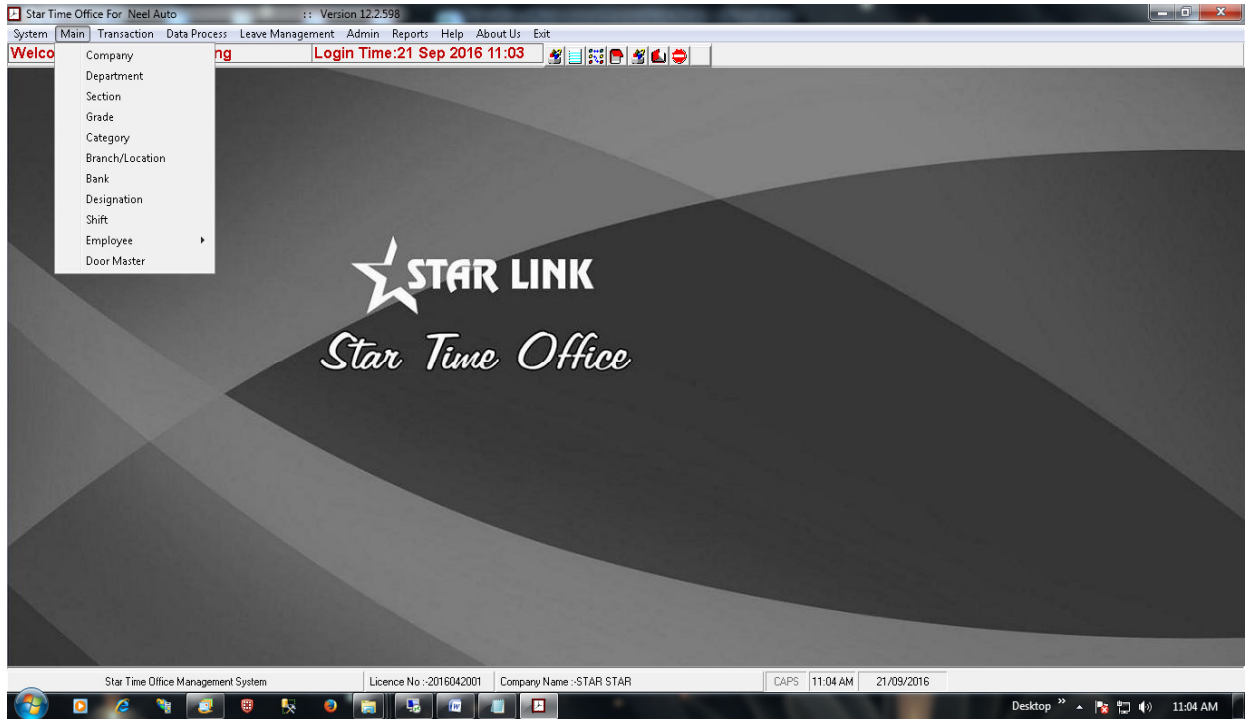 Star Time Office For Neel Auto :: Version 12.2.598
System Main Transaction Data Process Leave Management Admin Reports Help About Us Exit
Welco ng Login Time:21 Sep 2016 11:03
Company
Department
Section
Grade
Category
Branch/Location
Bank
Designation
Shift
Employee
Door Master
STAR LINK
Star Time Office
Star Time Office Management System Licence No :-2016042001 Company Name :-STAR STAR CAPS 11:04 AM 21/09/2016
Desktop » 11:04 AM